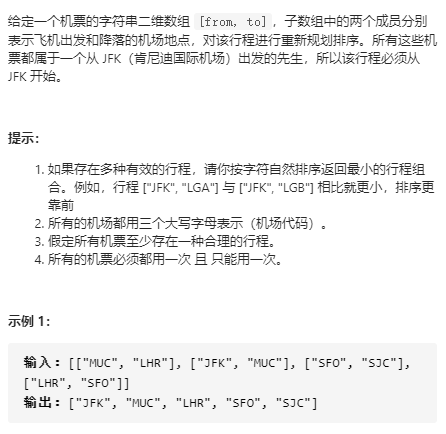 给定一个机票的字符串二维数组 [from, to]，子数组中的两个成员分别
表示飞机出发和降落的机场地点，对该行程进行重新规划排序。所有这些机
票都属于一个从 JFK（肯尼迪国际机场）出发的先生，所以该行程必须从
JFK 开始。
提示：
1. 如果存在多种有效的行程，请你按字符自然排序返回最小的行程组
合。例如，行程 ["JFK", "LGA"] 与 ["JFK", "LGB"] 相比就更小，排序更
靠前
2. 所有的机场都用三个大写字母表示（机场代码）。
3. 假定所有机票至少存在一种合理的行程。
4. 所有的机票必须都用一次 且 只能用一次。
示例 1：
输入：[["MUC", "LHR"], ["JFK", "MUC"], ["SFO", "SJC"],
["LHR", "SFO"]]
输出：["JFK", "MUC", "LHR", "SFO", "SJC"]